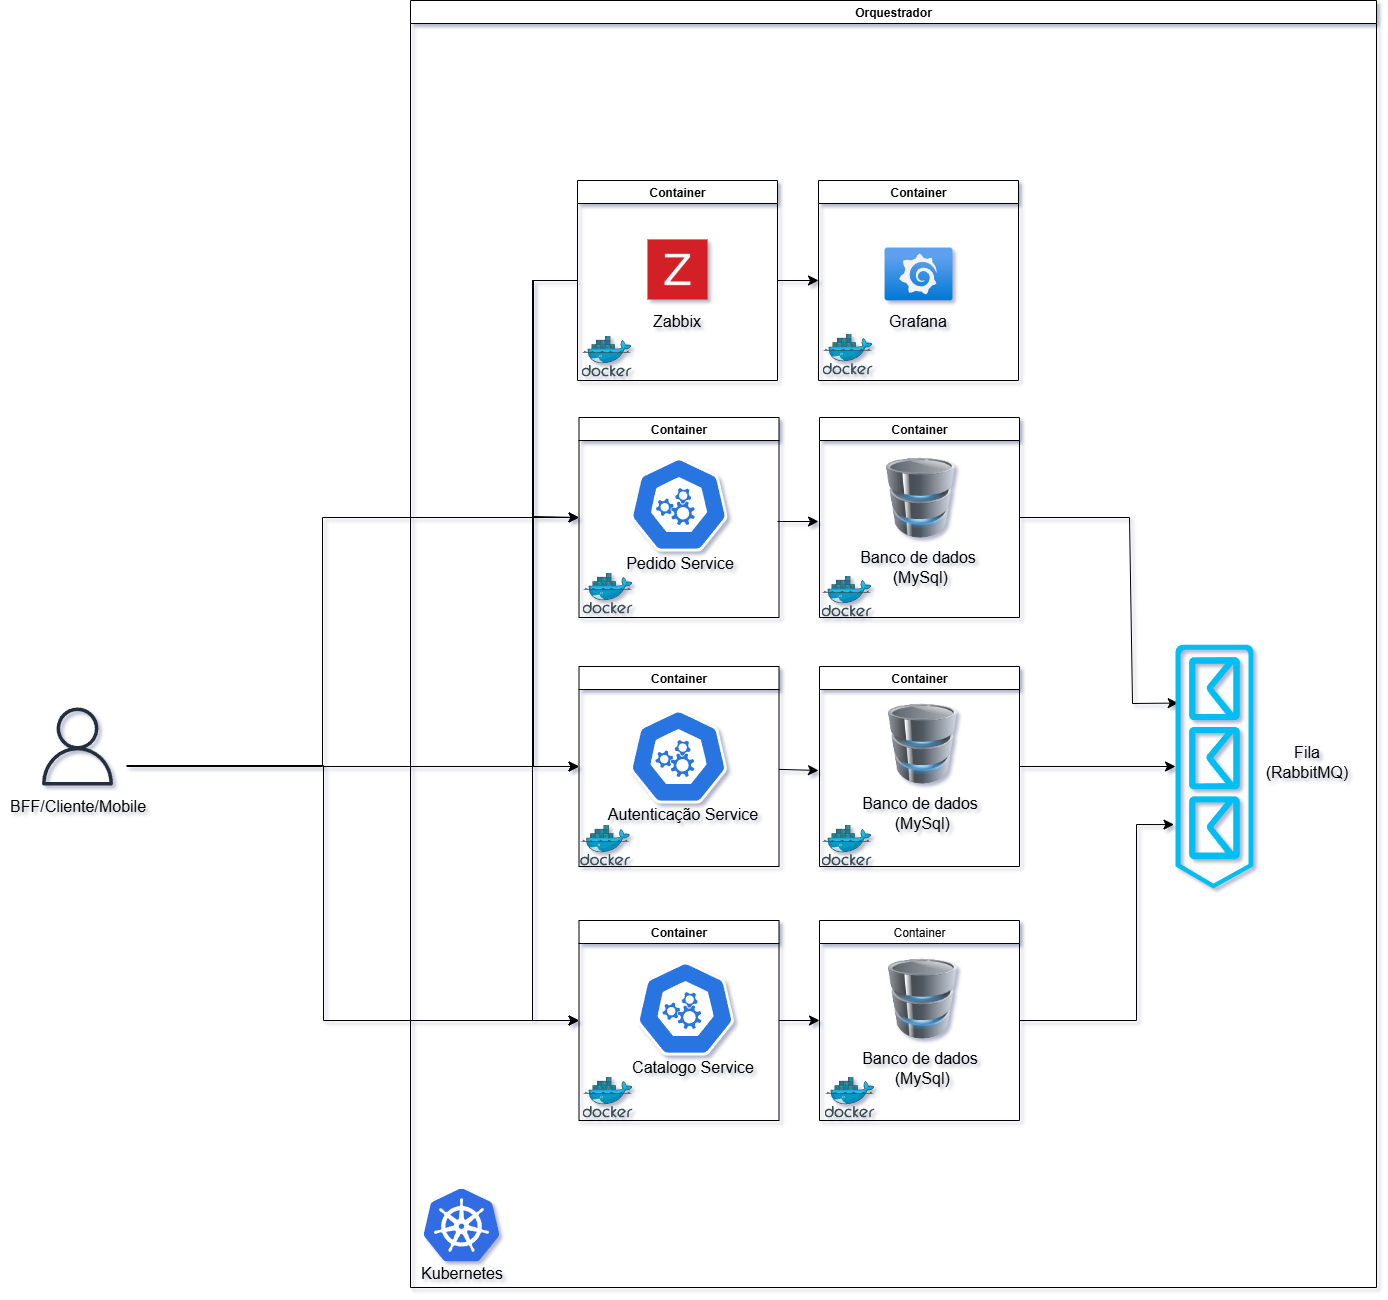 Orquestrador
Container
Container
Z
Zabbix
Grafana
docker
docker
Container
Container
Pedido Service
Banco de dados
(MySql)
docker
docker
Container
Container
BFF/Cliente/Mobile
Autenticação Service
Banco de dados
(MySql)
docker
docker
Fila
(RabbitMQ)
Container
Container
Catalogo Service
Banco de dados
(MySql)
docker
docker
Kubernetes